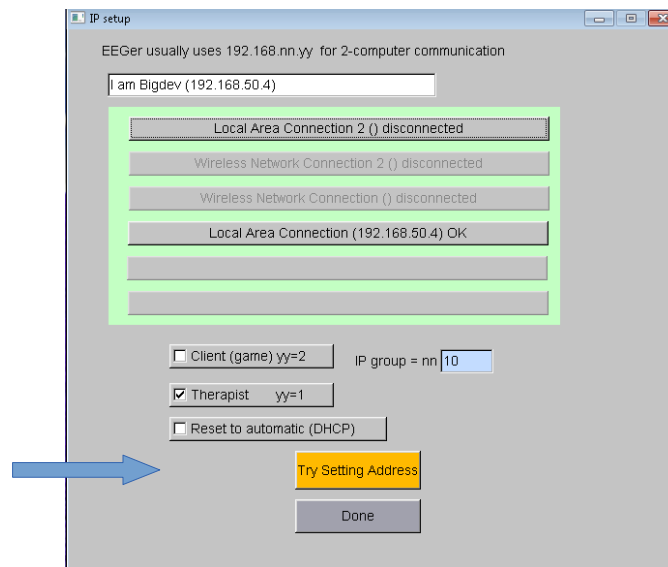 IP setup
EEGer usually uses 192.168.nn.yy for 2-computer communication
I am Bigdev (192.168.50.4)
Local Area Connection 2 () disconnected
Wireless Network Connection 2 () disconnected
Wireless Network Connection () disconnected
Local Area Connection (192.168.50.4) OK
Client (game) yy=2
IP group = nn 10
Therapist yy=1
Reset to automatic (DHCP)
Try Setting Address
Done